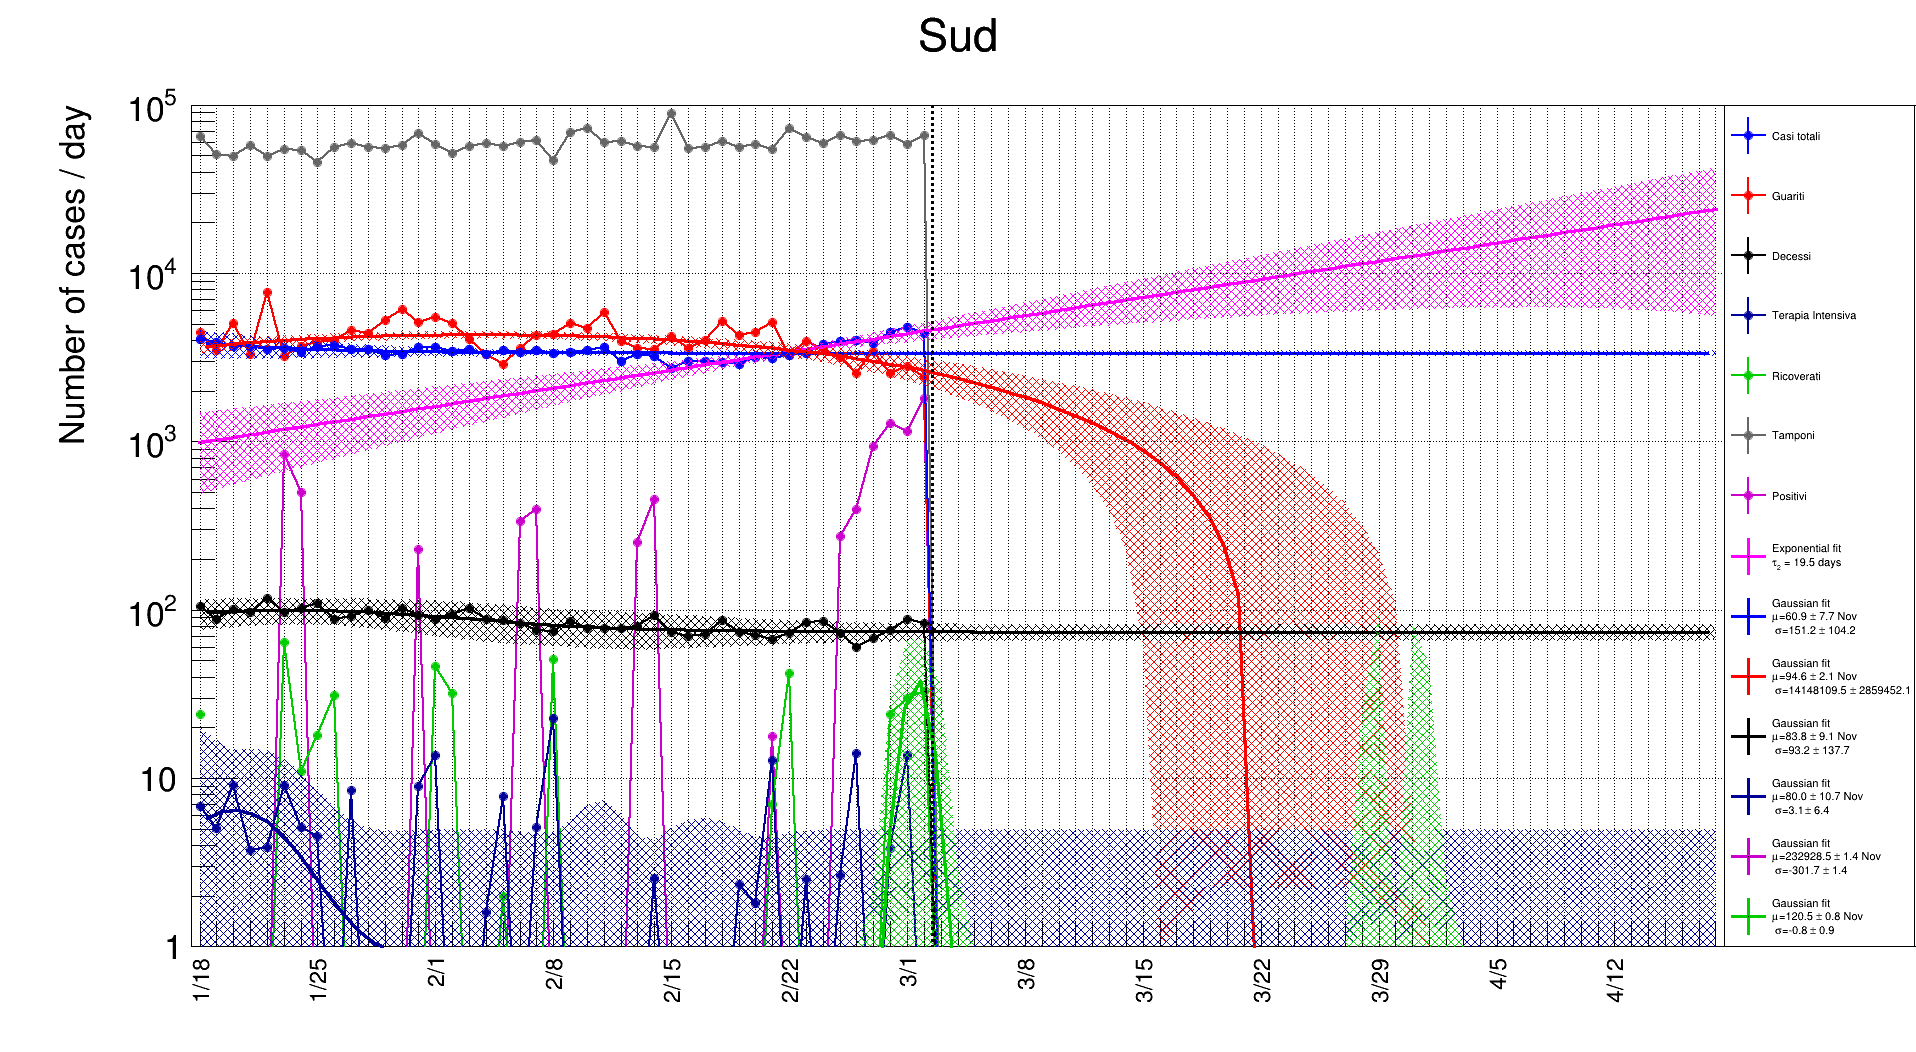 Sud
Number of cases / day
10^5
10^4
10^3
10^2
10
1
1/18
1/25
2/1
2/8
2/15
2/22
3/1
3/8
3/15
3/22
3/29
4/5
4/12
Casi totali
Guariti
Decessi
Terapia Intensiva
Ricoverati
Tamponi
Positivi
Exponential fit
τ₂ = 19.5 days
Gaussian fit
μ=60.9 ± 7.7 Nov
σ=151.2 ± 104.2
Gaussian fit
μ=94.6 ± 2.1 Nov
σ=14148109.5 ± 2859452.1
Gaussian fit
μ=83.8 ± 9.1 Nov
σ=93.2 ± 137.7
Gaussian fit
μ=80.0 ± 10.7 Nov
σ=3.1 ± 6.4
Gaussian fit
μ=232928.5 ± 1.4 Nov
σ=-301.7 ± 1.4
Gaussian fit
μ=120.5 ± 0.8 Nov
σ=-0.8 ± 0.9